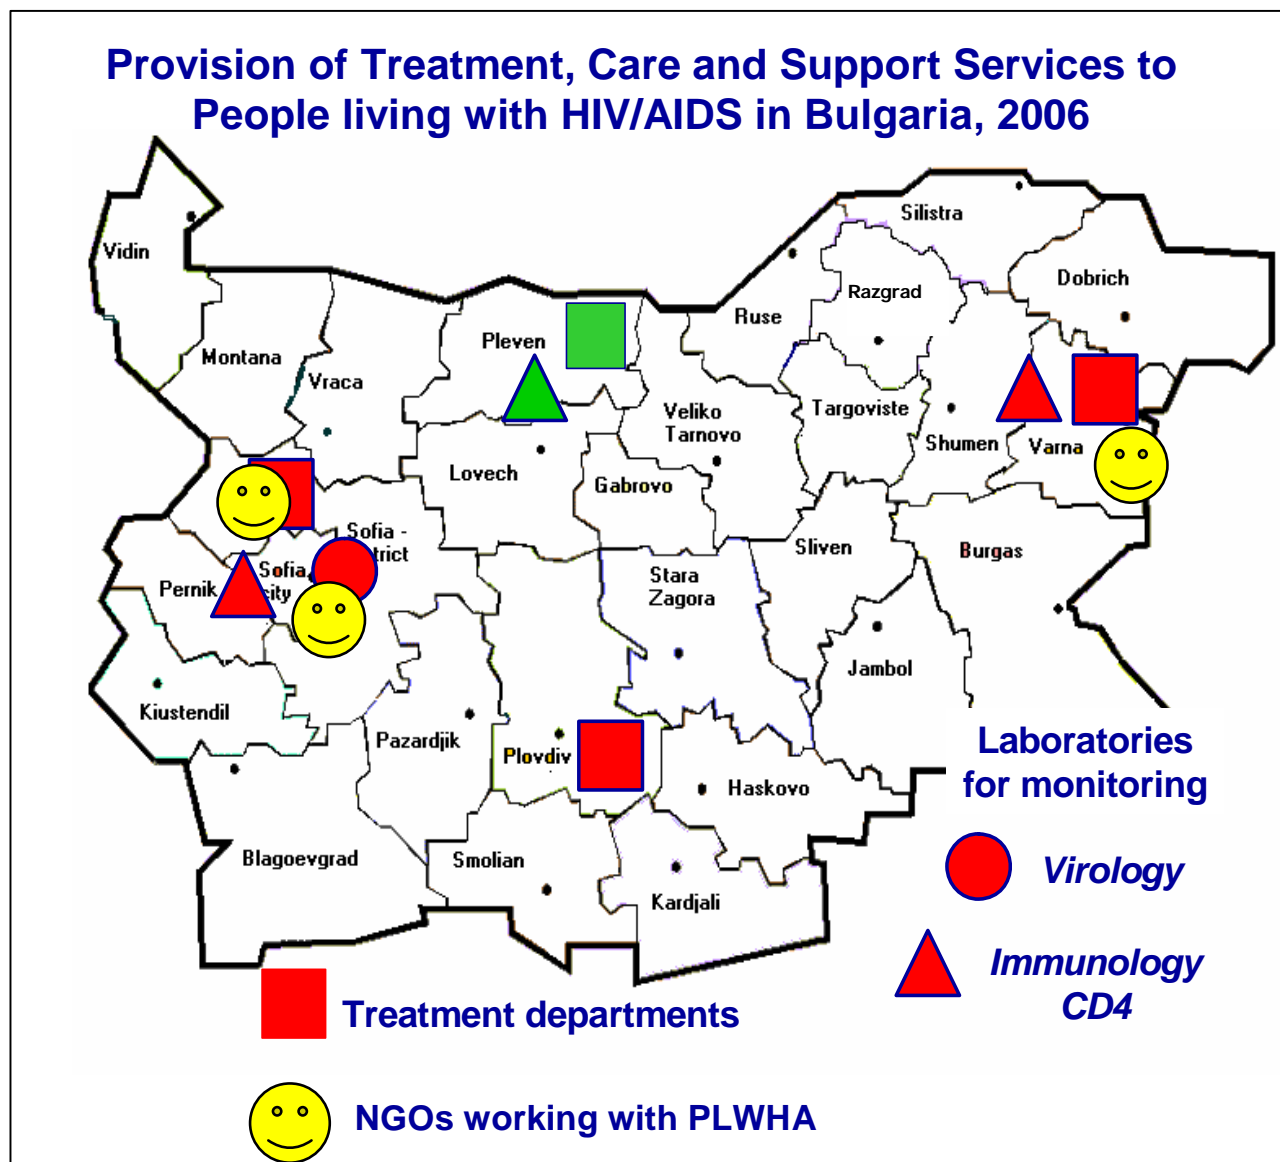 Provision of Treatment, Care and Support Services to
People living with HIV/AIDS in Bulgaria, 2006
Silistra
Vidin
Dobrich
Razgrad
Ruse
Pleven
Montana
Vraca
Veliko
Tarnovo
Targoviste
Shumen
Varna
Lovech
Gabrovo
Sofia -
trict
Sliven
Burgas
Sofia
city
Pernik
Stara
Zagora
Jambol
Kiustendil
Pazardjik
Plovdiv
Haskovo
Blagoevgrad
Smolian
Kardjali
Laboratories
for monitoring
Virology
Immunology
CD4
Treatment departments
NGOs working with PLWHA